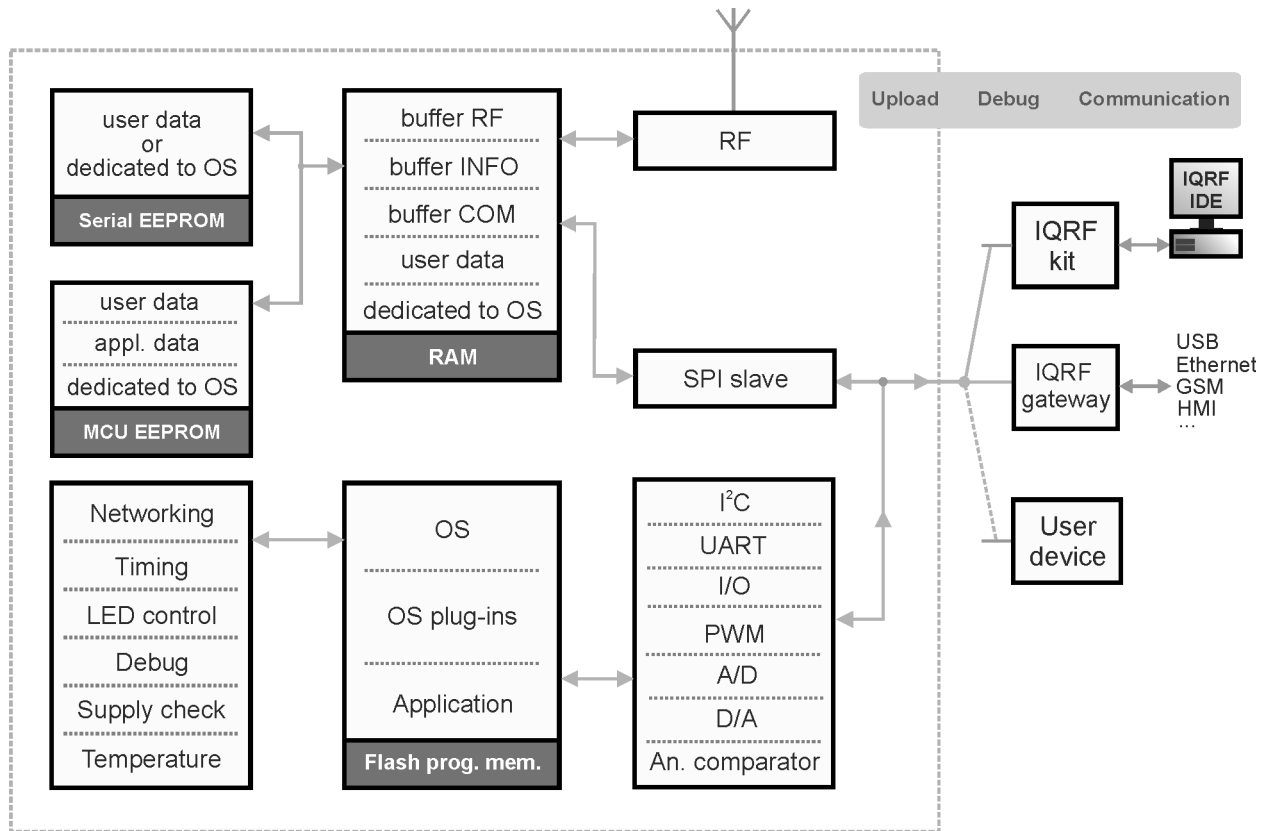 Upload Debug Communication
user data
or
dedicated to OS
Serial EEPROM
buffer RF
buffer INFO
buffer COM
user data
dedicated to OS
RAM
RF
IQRF
IDE
IQRF
kit
user data
appl. data
dedicated to OS
MCU EEPROM
SPI slave
IQRF
gateway
USB
Ethernet
GSM
HMI
...
Networking
Timing
LED control
Debug
Supply check
Temperature
OS
OS plug-ins
Application
Flash prog. mem.
I²C
UART
I/O
PWM
A/D
D/A
An. comparator
User
device